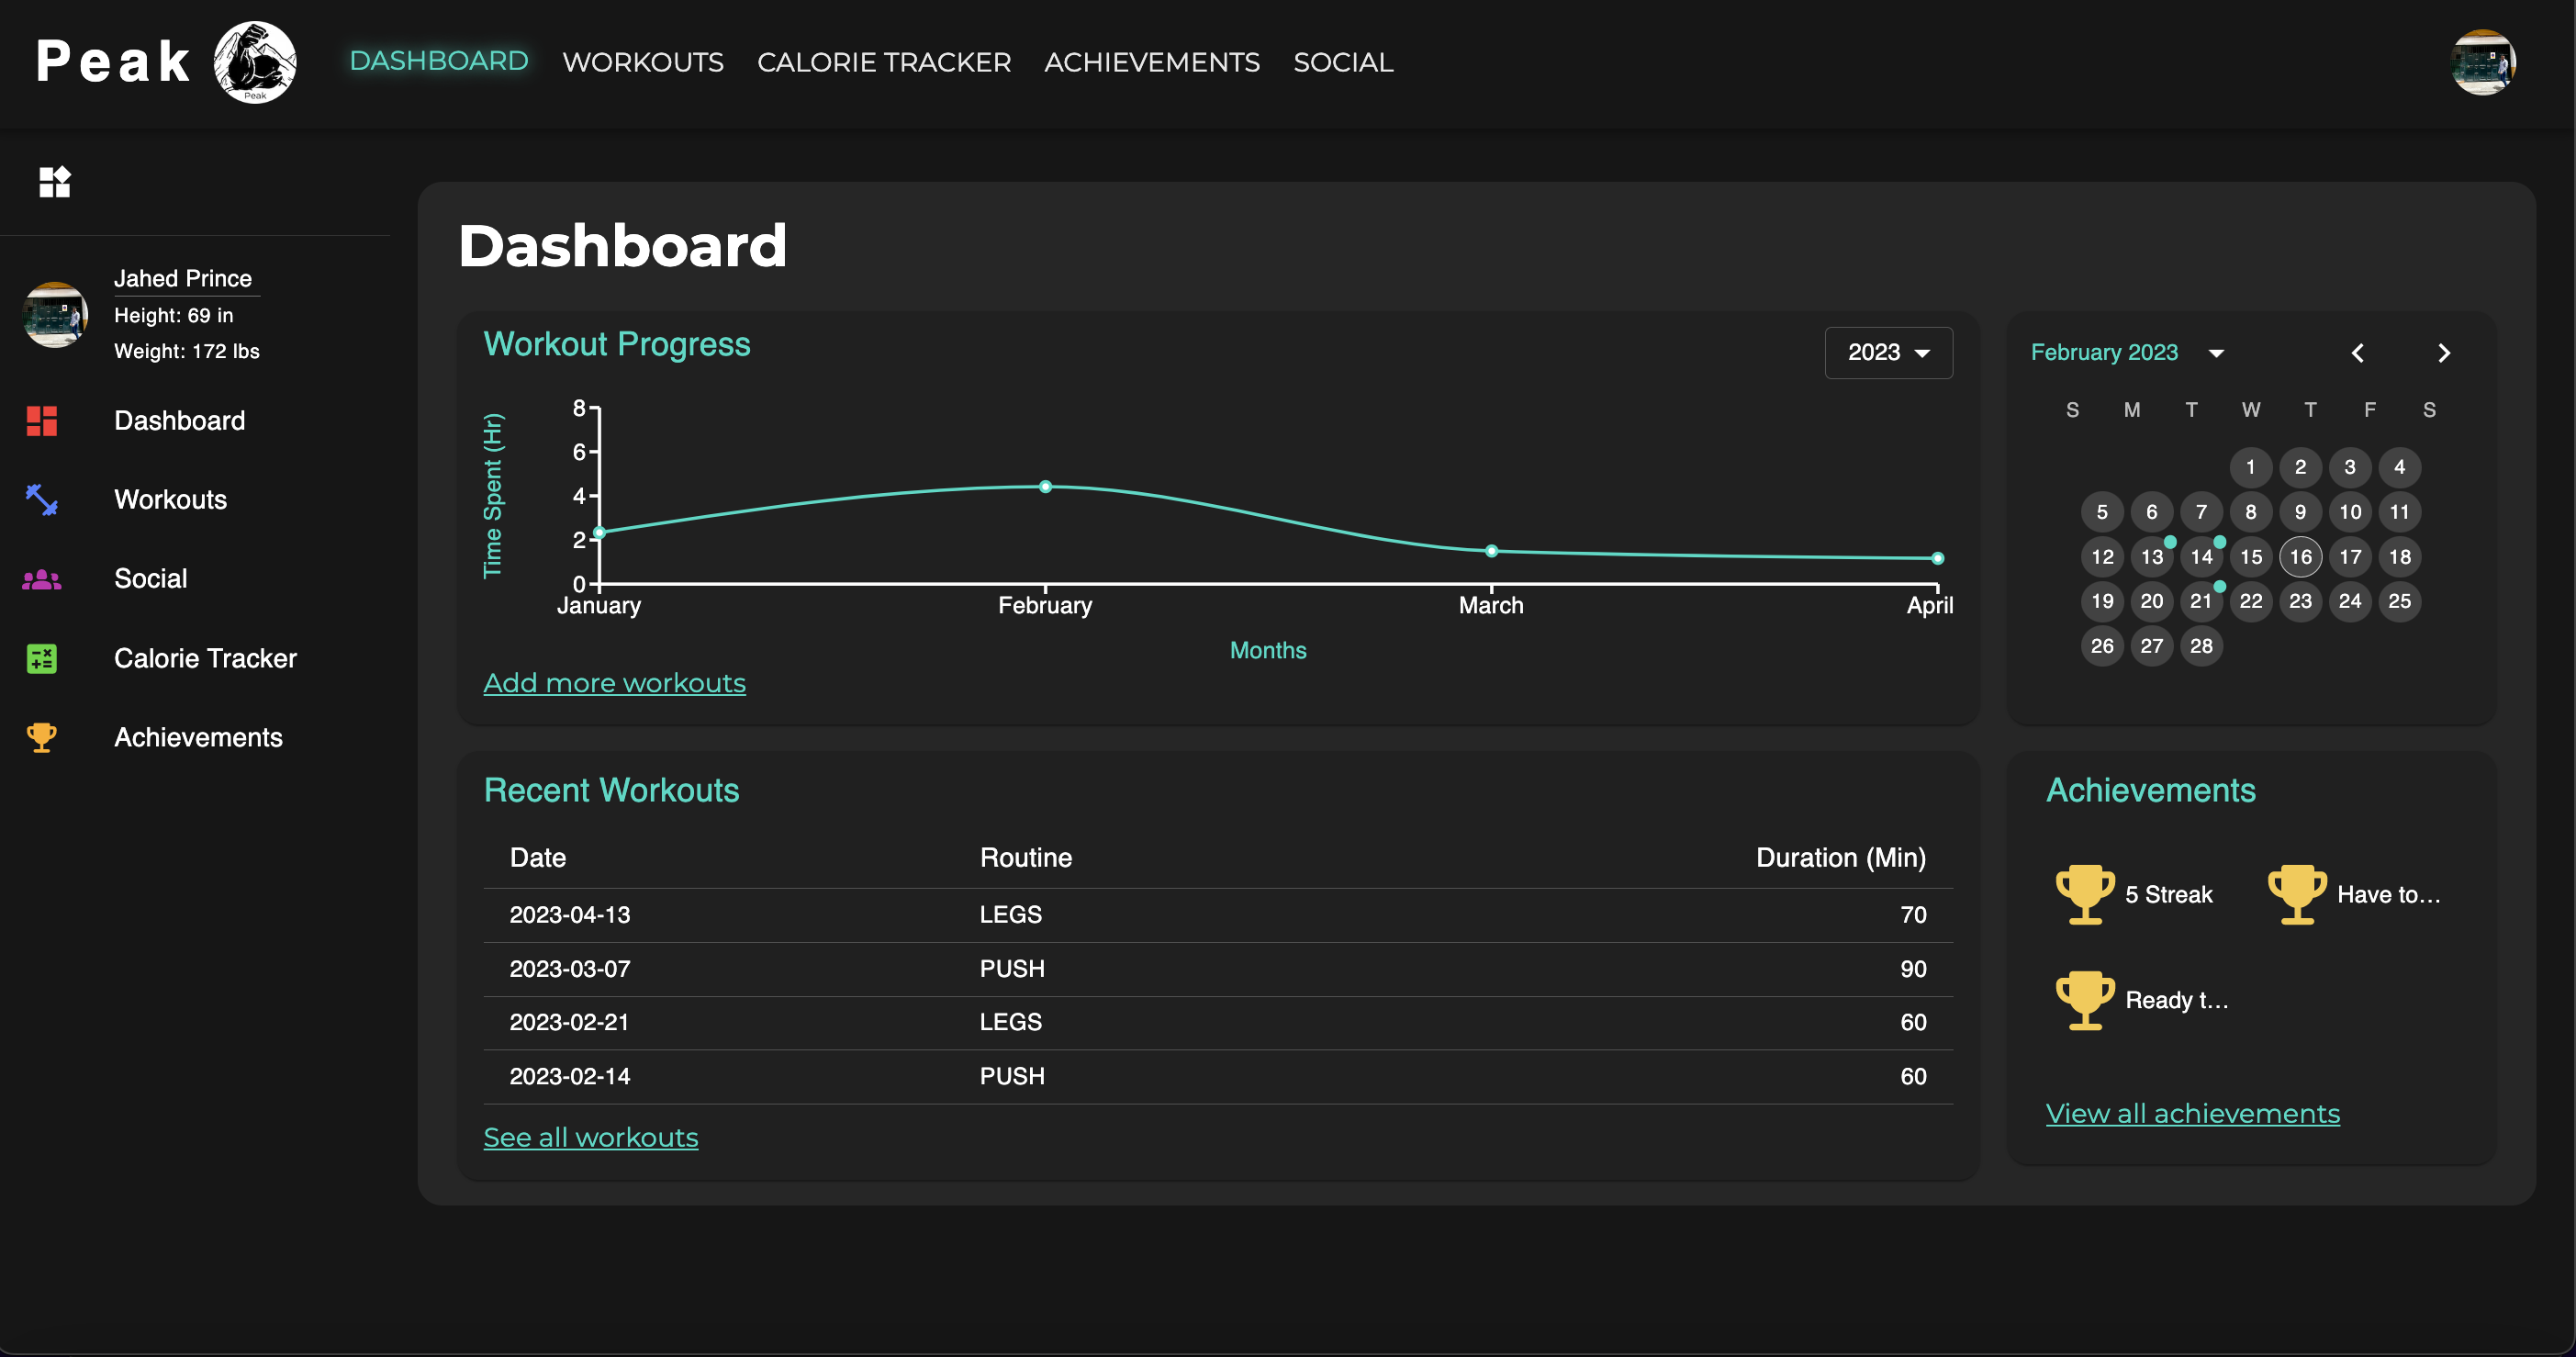 Peak
Peak
DASHBOARD WORKOUTS CALORIE TRACKER ACHIEVEMENTS SOCIAL
Jahed Prince
Height: 69 in
Weight: 172 lbs
Dashboard
Workouts
Social
Calorie Tracker
Achievements
Dashboard
Workout Progress
2023
Time Spent (Hr)
8
6
4
2
0
January February March April
Months
Add more workouts
February 2023
S M T W T F S
1 2 3 4
5 6 7 8 9 10 11
12 13 14 15 16 17 18
19 20 21 22 23 24 25
26 27 28
Recent Workouts
Date Routine Duration (Min)
2023-04-13 LEGS 70
2023-03-07 PUSH 90
2023-02-21 LEGS 60
2023-02-14 PUSH 60
See all workouts
Achievements
5 Streak Have to...
Ready t...
View all achievements